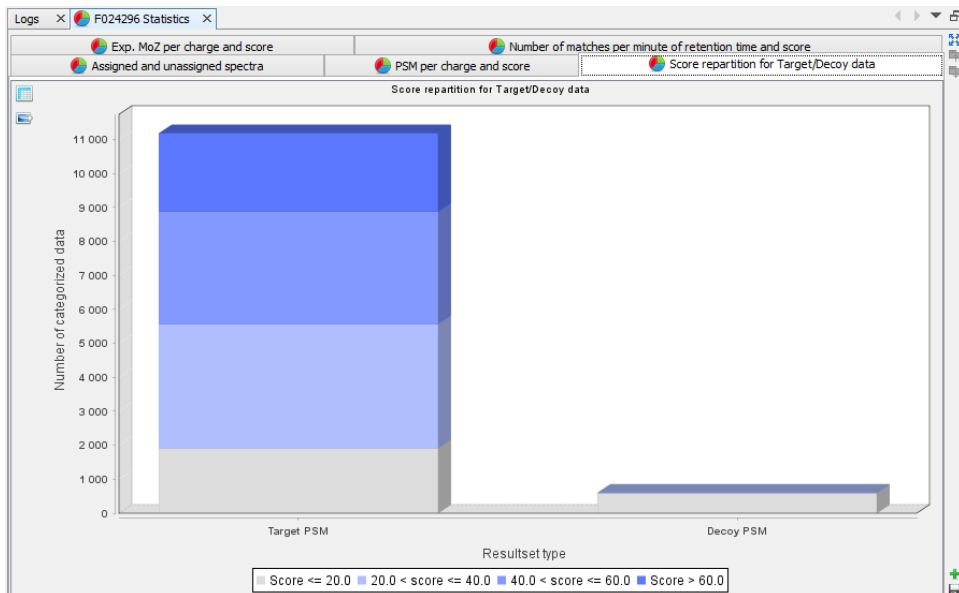 Logs
F024296 Statistics
Exp. MoZ per charge and score
Number of matches per minute of retention time and score
Assigned and unassigned spectra
PSM per charge and score
Score repartition for Target/Decoy data
Score repartition for Target/Decoy data
Number of categorized data
11 000
10 000
9 000
8 000
7 000
6 000
5 000
4 000
3 000
2 000
1 000
0
Target PSM
Decoy PSM
Resultset type
Score <= 20.0
20.0 < score <= 40.0
40.0 < score <= 60.0
Score > 60.0